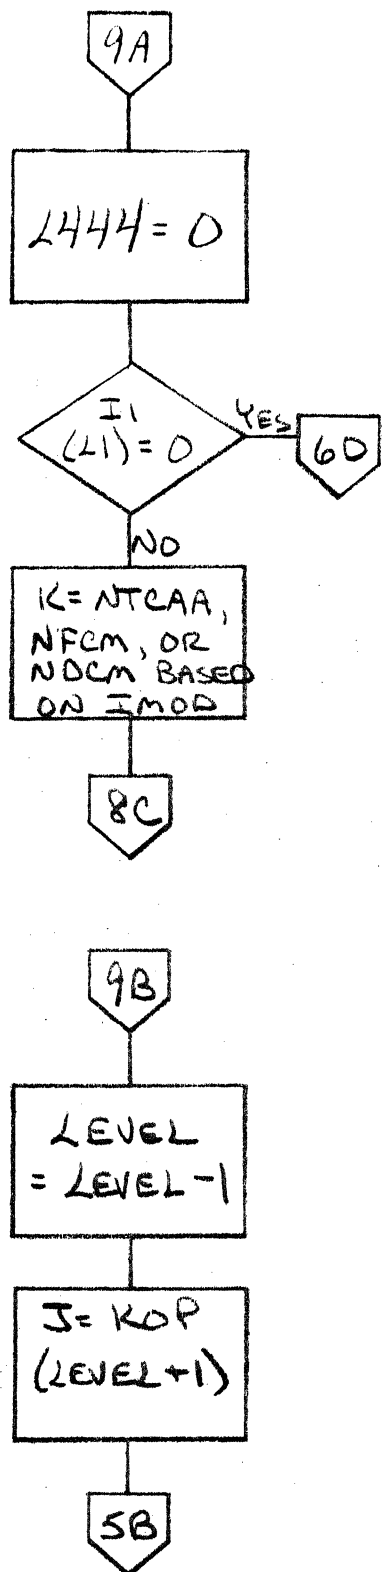 9A
L444 = 0
I1
(L1) = 0
YES
6D
NO
K = NTCAA,
NFCM, OR
NDCM BASED
ON IMOD
8C
9B
LEVEL
= LEVEL - 1
J = KOP
(LEVEL + 1)
5B